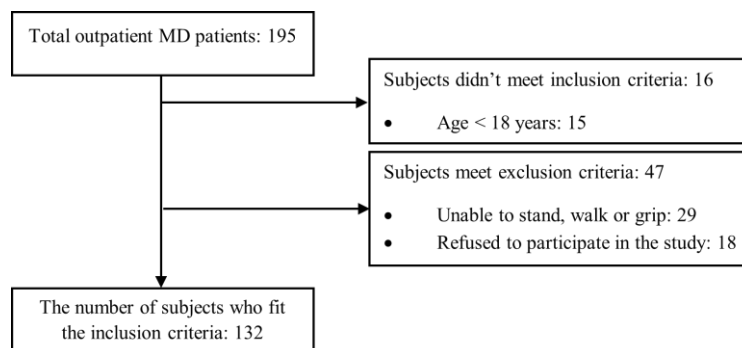 Total outpatient MD patients: 195
Subjects didn’t meet inclusion criteria: 16
• Age < 18 years: 15
Subjects meet exclusion criteria: 47
• Unable to stand, walk or grip: 29
• Refused to participate in the study: 18
The number of subjects who fit
the inclusion criteria: 132